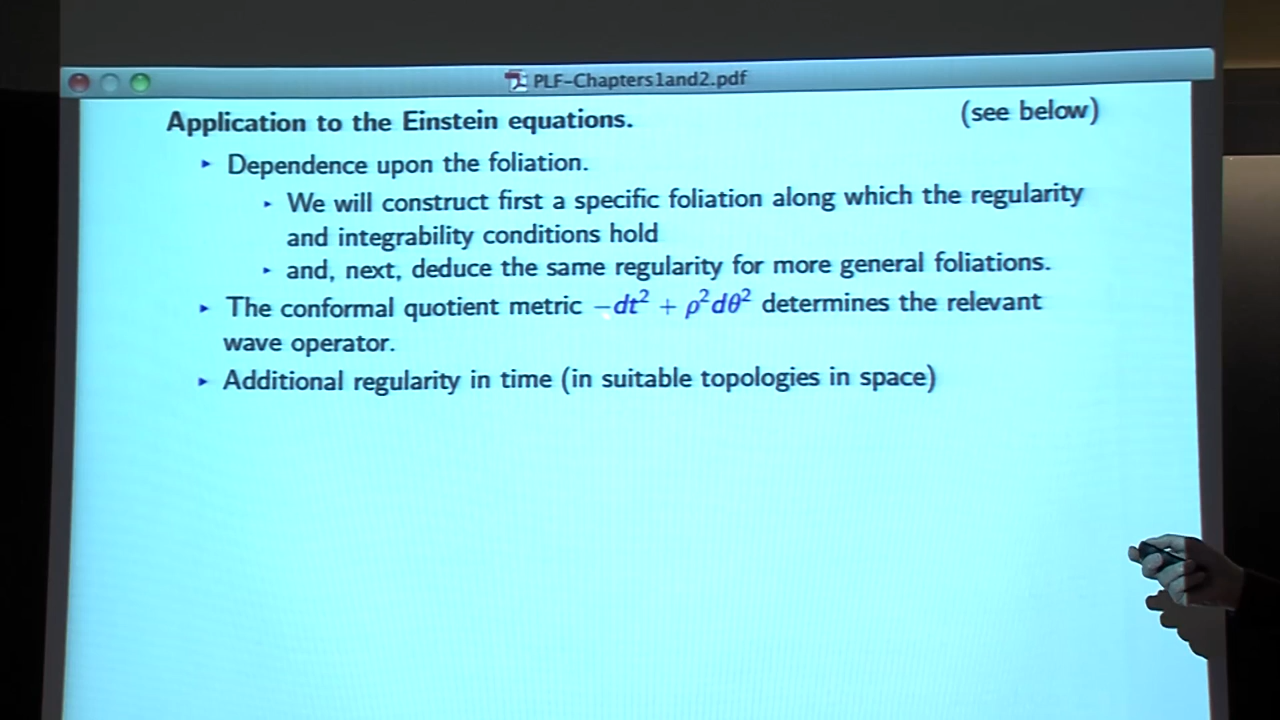 PLF-Chapters1and2.pdf
Application to the Einstein equations. (see below)
▸ Dependence upon the foliation.
▸ We will construct first a specific foliation along which the regularity
and integrability conditions hold
▸ and, next, deduce the same regularity for more general foliations.
▸ The conformal quotient metric −dt² + ρ²dθ² determines the relevant
wave operator.
▸ Additional regularity in time (in suitable topologies in space)